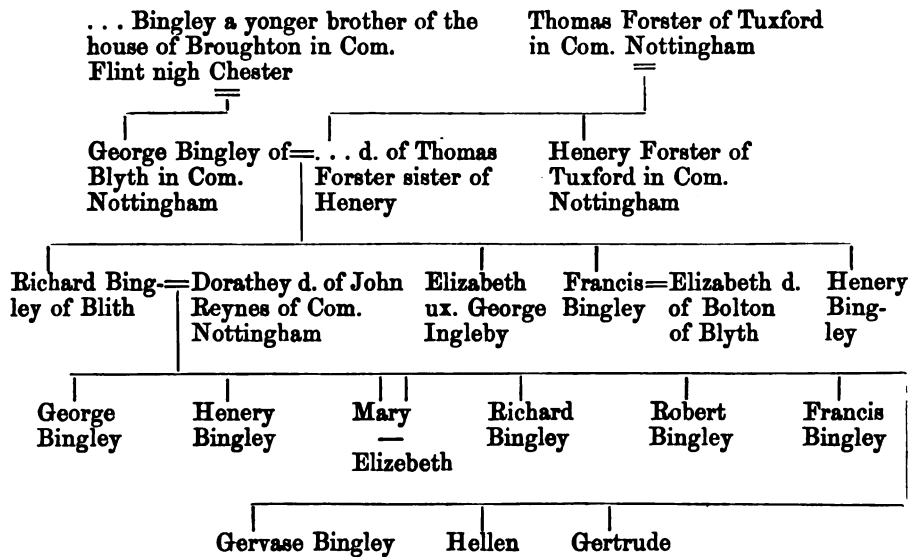 . . . Bingley a yonger brother of the
house of Broughton in Com.
Flint nigh Chester
Thomas Forster of Tuxford
in Com. Nottingham
George Bingley of
Blyth in Com.
Nottingham
. . . d. of Thomas
Forster sister of
Henery
Henery Forster of
Tuxford in Com.
Nottingham
Richard Bing-
ley of Blith
Dorathey d. of John
Reynes of Com.
Nottingham
Elizabeth
ux. George
Ingleby
Francis
Bingley
Elizabeth d.
of Bolton
of Blyth
Henery
Bing-
ley
George
Bingley
Henery
Bingley
Mary
Elizebeth
Richard
Bingley
Robert
Bingley
Francis
Bingley
Gervase Bingley
Hellen
Gertrude